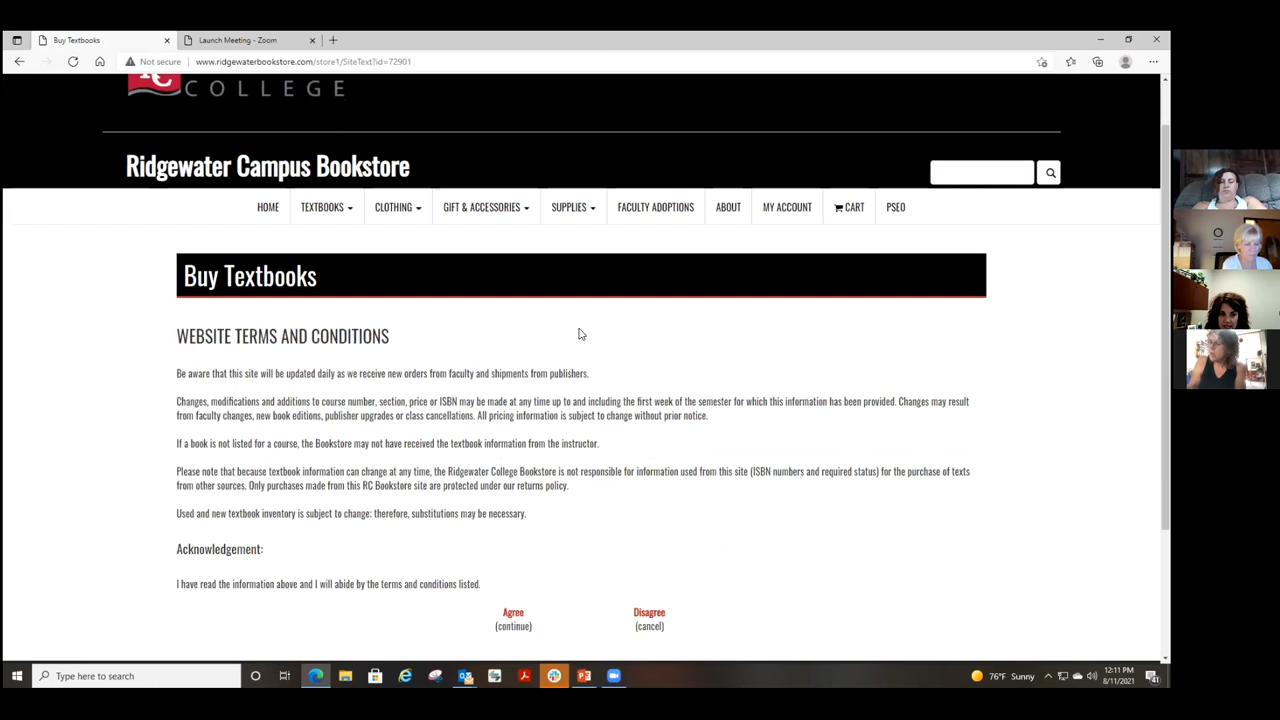 Buy Textbooks
Launch Meeting - Zoom
Not secure
www.ridgewaterbookstore.com/store1/SiteText?id=72901
COLLEGE
Ridgewater Campus Bookstore
HOME TEXTBOOKS CLOTHING GIFT & ACCESSORIES SUPPLIES FACULTY ADOPTIONS ABOUT MY ACCOUNT CART PSEO
Buy Textbooks
WEBSITE TERMS AND CONDITIONS
Be aware that this site will be updated daily as we receive new orders from faculty and shipments from publishers.
Changes, modifications and additions to course number, section, price or ISBN may be made at any time up to and including the first week of the semester for which this information has been provided. Changes may result
from faculty changes, new book editions, publisher upgrades or class cancellations. All pricing information is subject to change without prior notice.
If a book is not listed for a course, the Bookstore may not have received the textbook information from the instructor.
Please note that because textbook information can change at any time, the Ridgewater College Bookstore is not responsible for information used from this site (ISBN numbers and required status) for the purchase of texts
from other sources. Only purchases made from this RC Bookstore site are protected under our returns policy.
Used and new textbook inventory is subject to change; therefore, substitutions may be necessary.
Acknowledgement:
I have read the information above and I will abide by the terms and conditions listed.
Agree Disagree
(continue) (cancel)
Type here to search
76°F Sunny
12:11 PM
8/11/2021
41